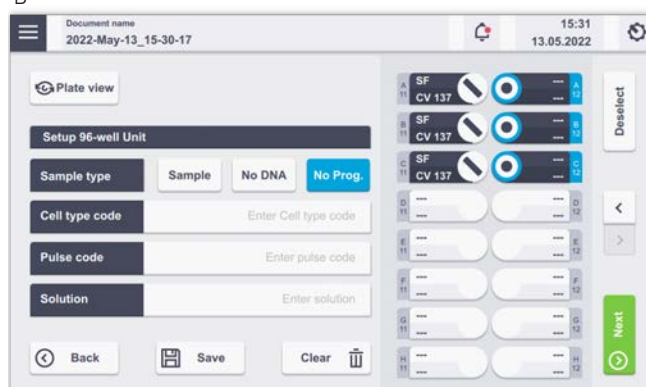 B
Document name
2022-May-13_15-30-17
15:31
13.05.2022
Plate view
Setup 96-well Unit
Sample type
Sample
No DNA
No Prog.
Cell type code
Enter Cell type code
Pulse code
Enter pulse code
Solution
Enter solution
Back
Save
Clear
A
11
SF
CV 137
---
---
A
12
B
11
SF
CV 137
---
---
B
12
C
11
SF
CV 137
---
---
C
12
D
11
---
---
---
---
D
12
E
11
---
---
---
---
E
12
F
11
---
---
---
---
F
12
G
11
---
---
---
---
G
12
H
11
---
---
---
---
H
12
Deselect
Next